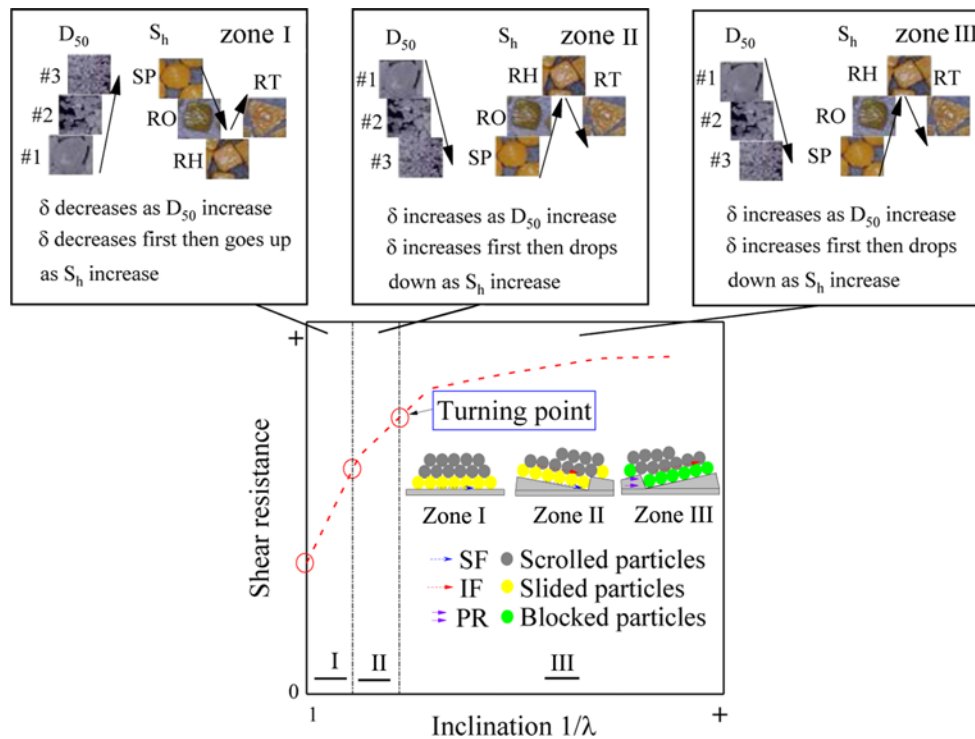 D₅₀ Sₕ zone I
#3 SP RT
#2 RO
#1 RH
δ decreases as D₅₀ increase
δ decreases first then goes up
as Sₕ increase
D₅₀ Sₕ zone II
#1 RH RT
#2 RO
#3 SP
δ increases as D₅₀ increase
δ increases first then drops
down as Sₕ increase
D₅₀ Sₕ zone III
#1 RH RT
#2 RO
#3 SP
δ increases as D₅₀ increase
δ increases first then drops
down as Sₕ increase
+
Turning point
Shear resistance
Zone I Zone II Zone III
SF Scrolled particles
IF Slided particles
PR Blocked particles
I II III
0
1 +
Inclination 1/λ